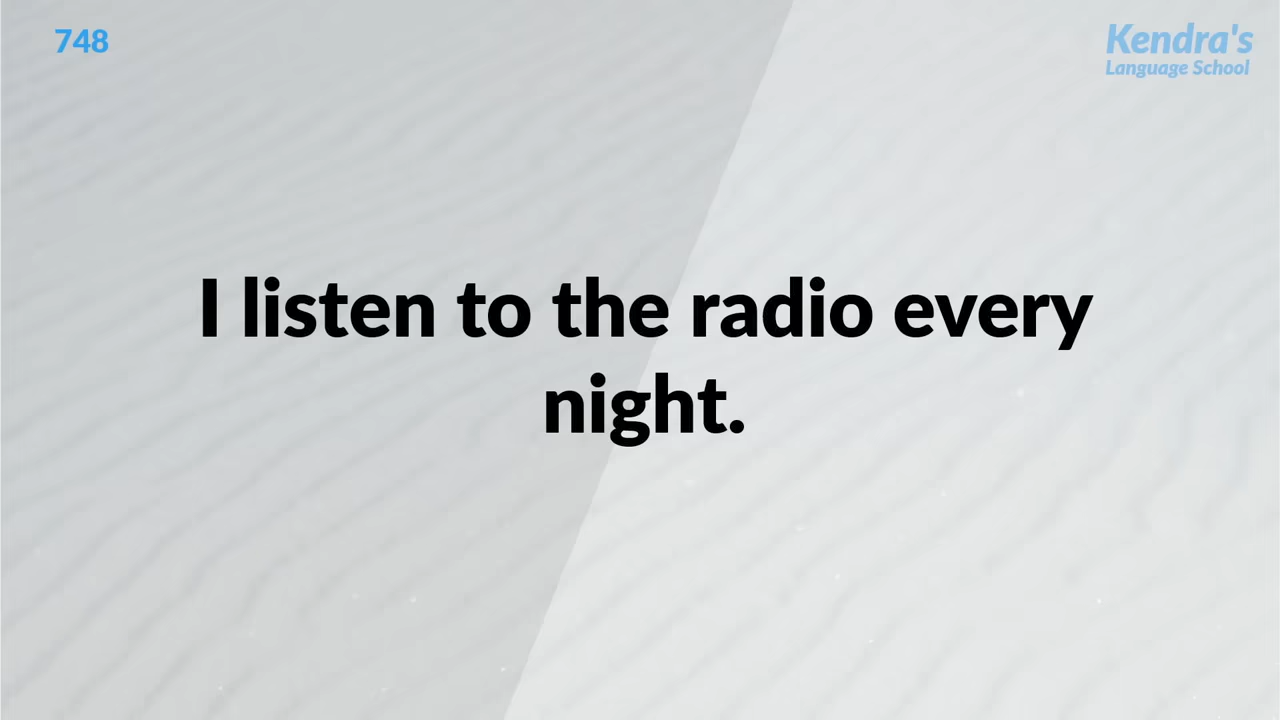 748
Kendra's
Language School
I listen to the radio every
night.